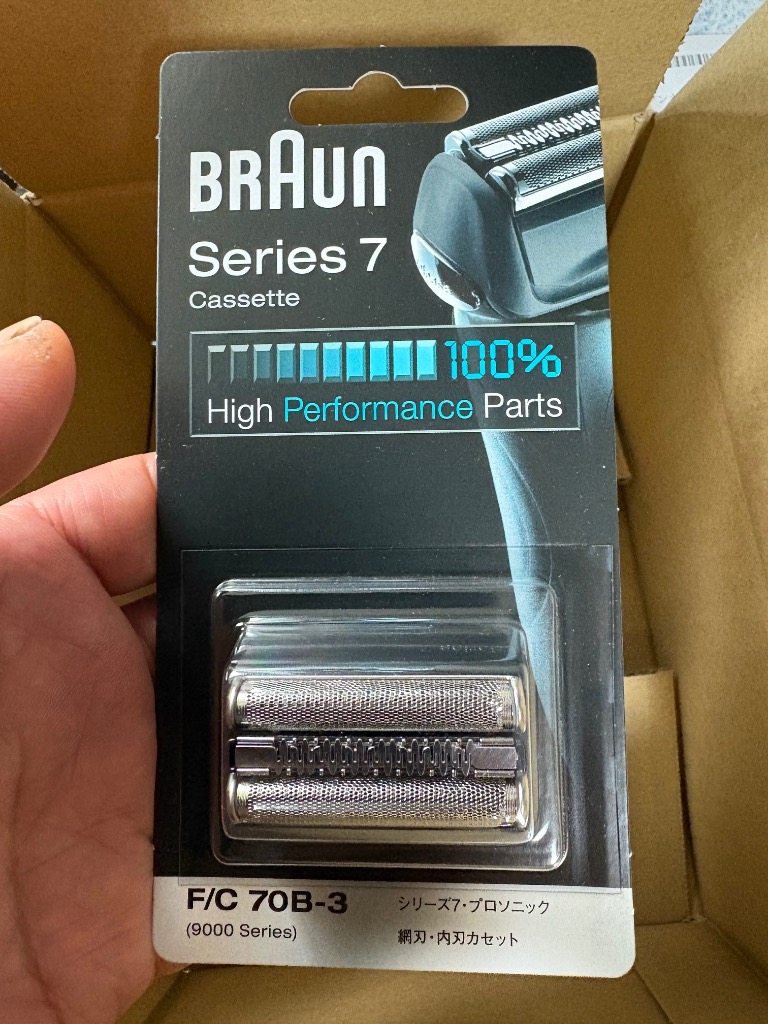 BRAUN
Series 7
Cassette
100%
High Performance Parts
F/C 70B-3
(9000 Series)
シリーズ7・プロソニック
網刃・内刃カセット